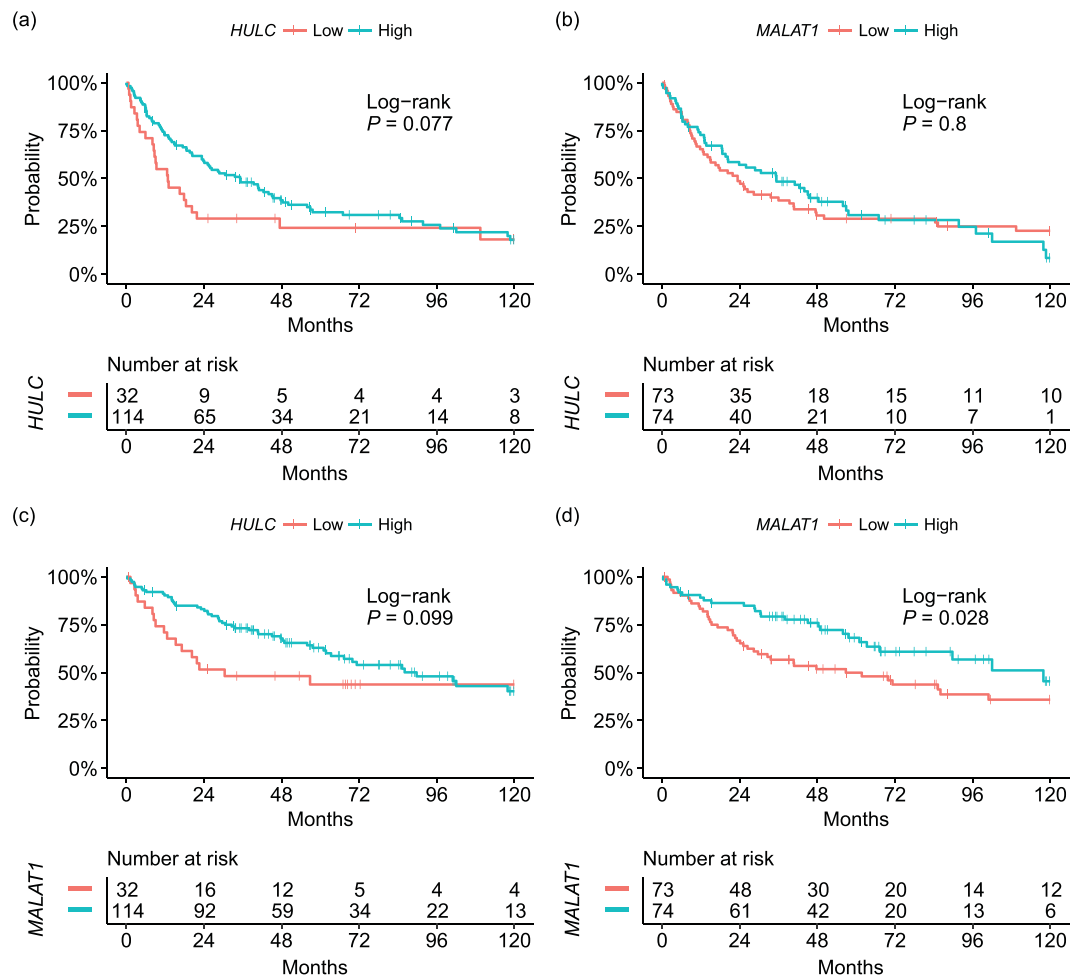 (a)
HULC Low High
100%
75%
50%
25%
0%
Probability
Log-rank
P = 0.077
0 24 48 72 96 120
Months
Number at risk
HULC
32 9 5 4 4 3
114 65 34 21 14 8
0 24 48 72 96 120
Months
(b)
MALAT1 Low High
100%
75%
50%
25%
0%
Probability
Log-rank
P = 0.8
0 24 48 72 96 120
Months
Number at risk
HULC
73 35 18 15 11 10
74 40 21 10 7 1
0 24 48 72 96 120
Months
(c)
HULC Low High
100%
75%
50%
25%
0%
Probability
Log-rank
P = 0.099
0 24 48 72 96 120
Months
Number at risk
MALAT1
32 16 12 5 4 4
114 92 59 34 22 13
0 24 48 72 96 120
Months
(d)
MALAT1 Low High
100%
75%
50%
25%
0%
Probability
Log-rank
P = 0.028
0 24 48 72 96 120
Months
Number at risk
MALAT1
73 48 30 20 14 12
74 61 42 20 13 6
0 24 48 72 96 120
Months